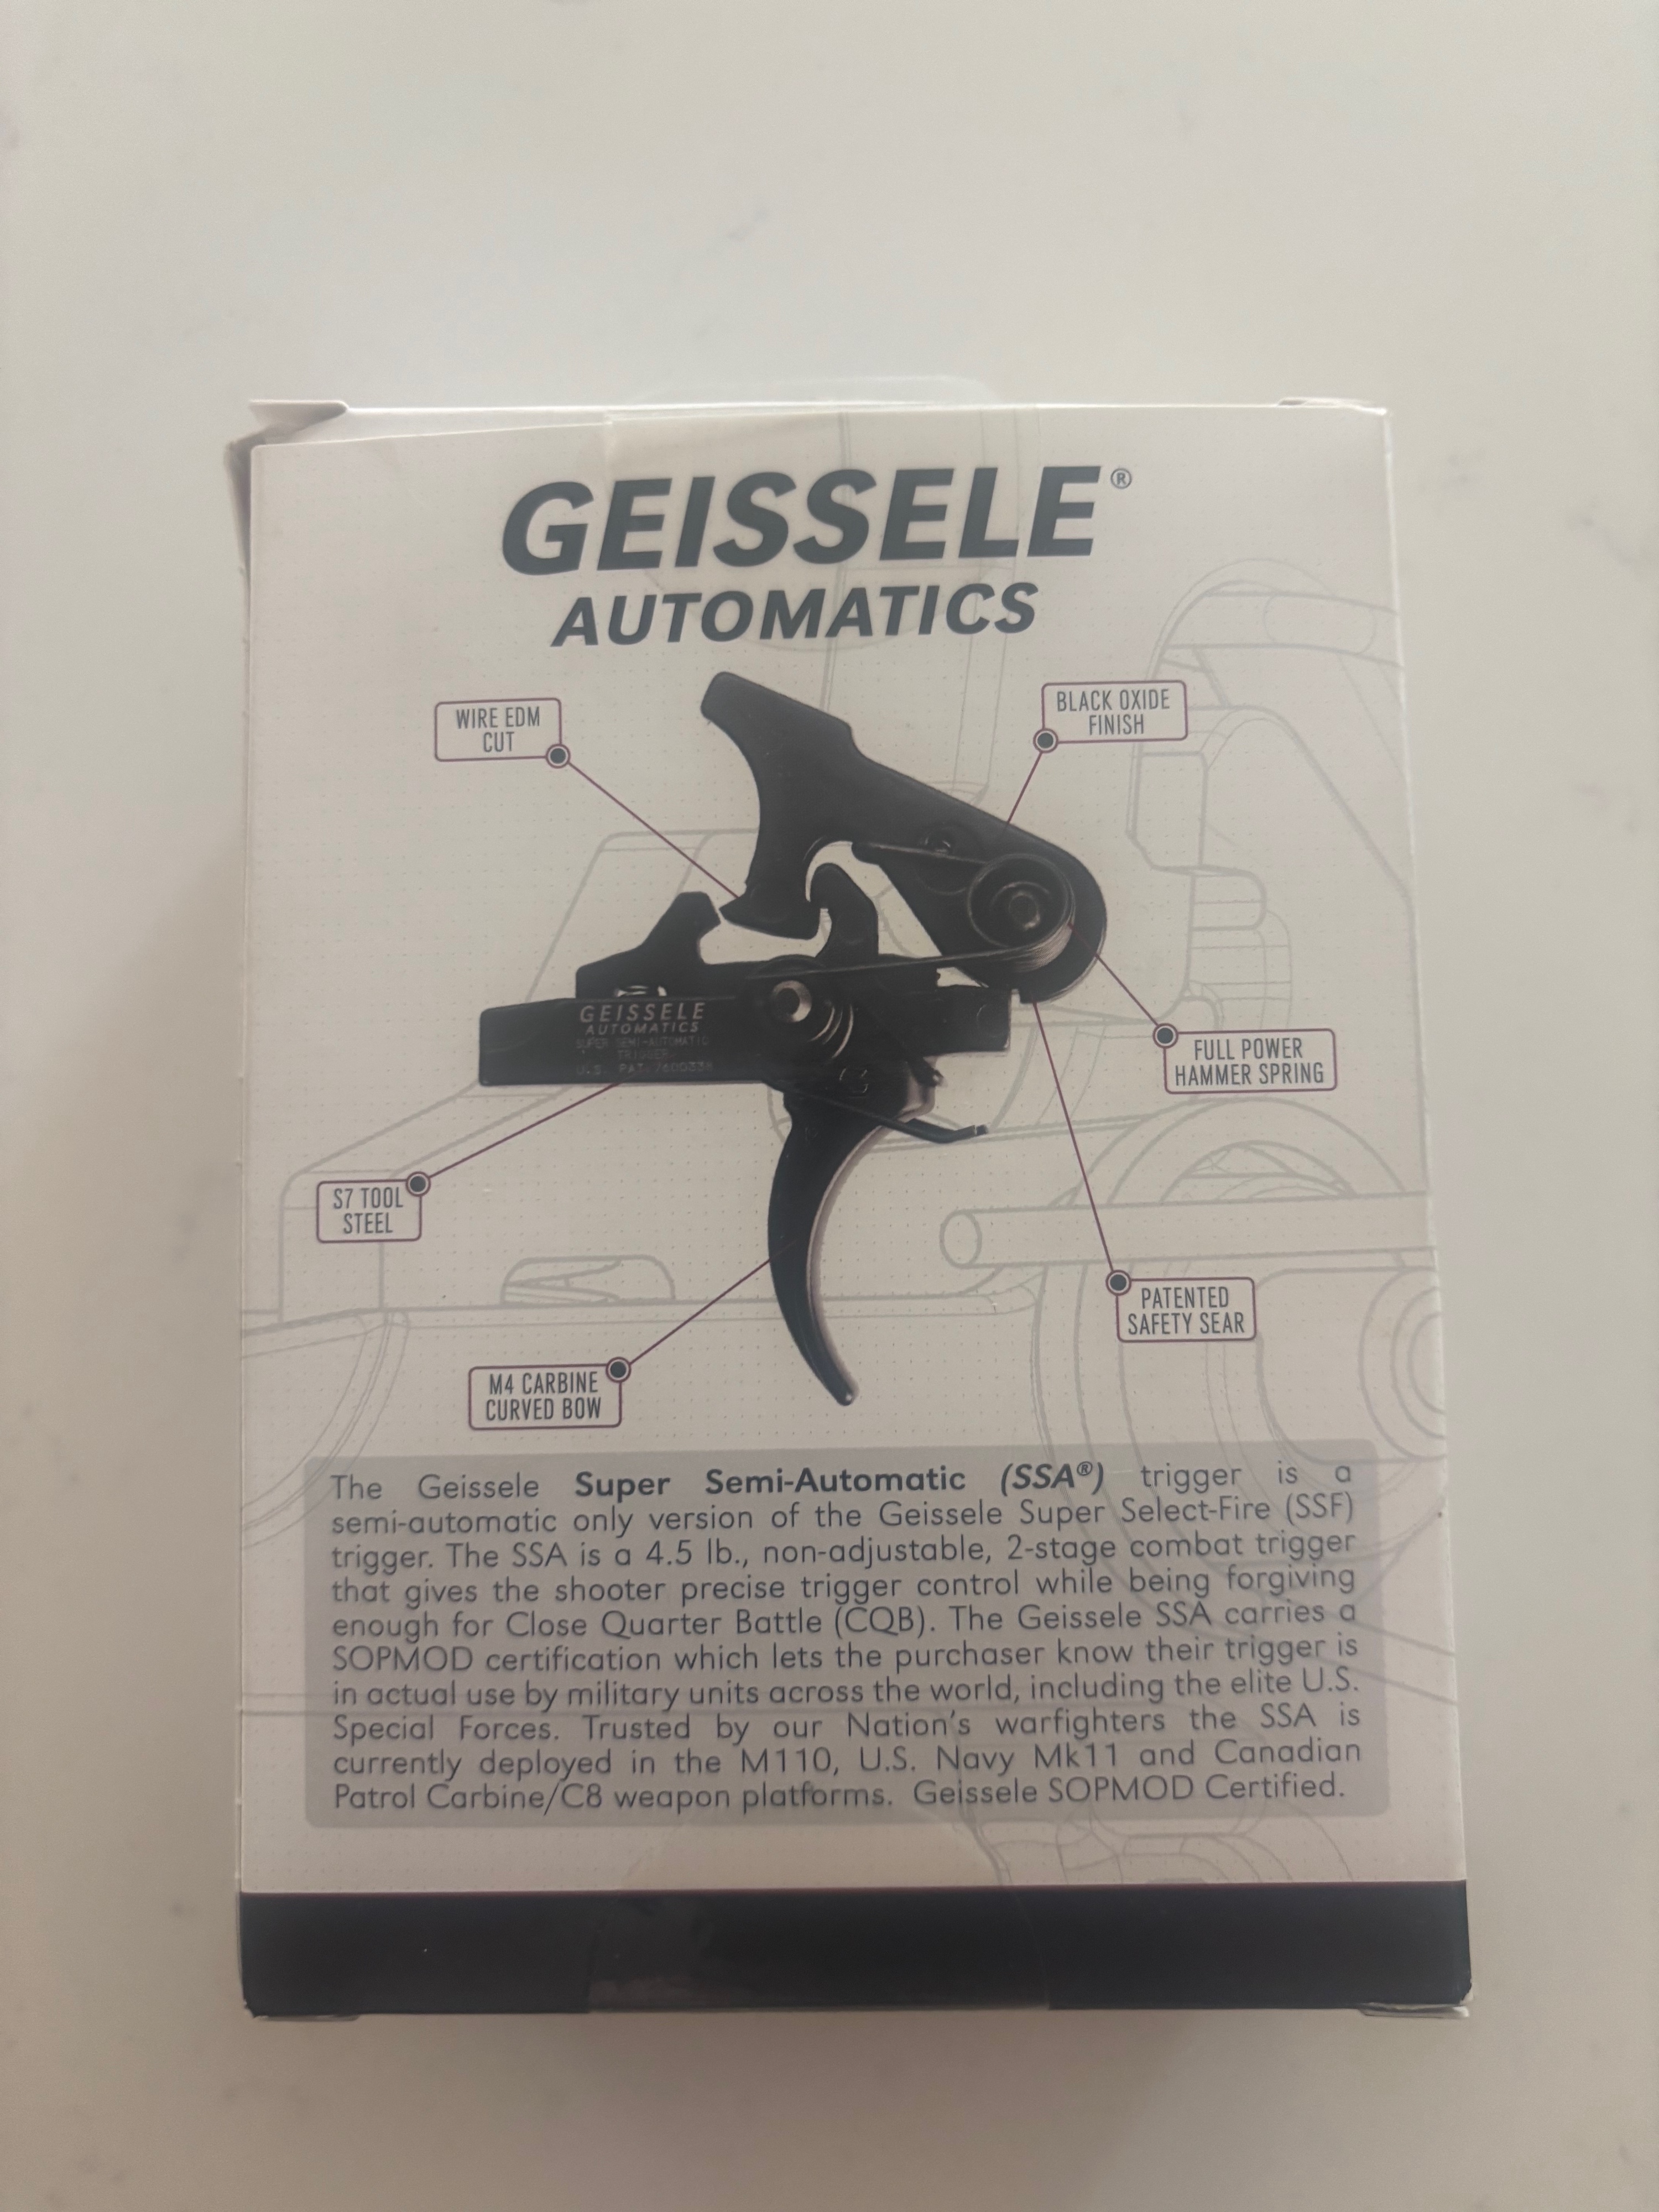 GEISSELE®
AUTOMATICS
WIRE EDM
CUT
BLACK OXIDE
FINISH
GEISSELE
AUTOMATICS
SUPER SEMI-AUTOMATIC
TRIGGER
U.S. PAT. 7600338
FULL POWER
HAMMER SPRING
S7 TOOL
STEEL
PATENTED
SAFETY SEAR
M4 CARBINE
CURVED BOW
The Geissele Super Semi-Automatic (SSA®) trigger is a
semi-automatic only version of the Geissele Super Select-Fire (SSF)
trigger. The SSA is a 4.5 lb., non-adjustable, 2-stage combat trigger
that gives the shooter precise trigger control while being forgiving
enough for Close Quarter Battle (CQB). The Geissele SSA carries a
SOPMOD certification which lets the purchaser know their trigger is
in actual use by military units across the world, including the elite U.S.
Special Forces. Trusted by our Nation's warfighters the SSA is
currently deployed in the M110, U.S. Navy Mk11 and Canadian
Patrol Carbine/C8 weapon platforms. Geissele SOPMOD Certified.